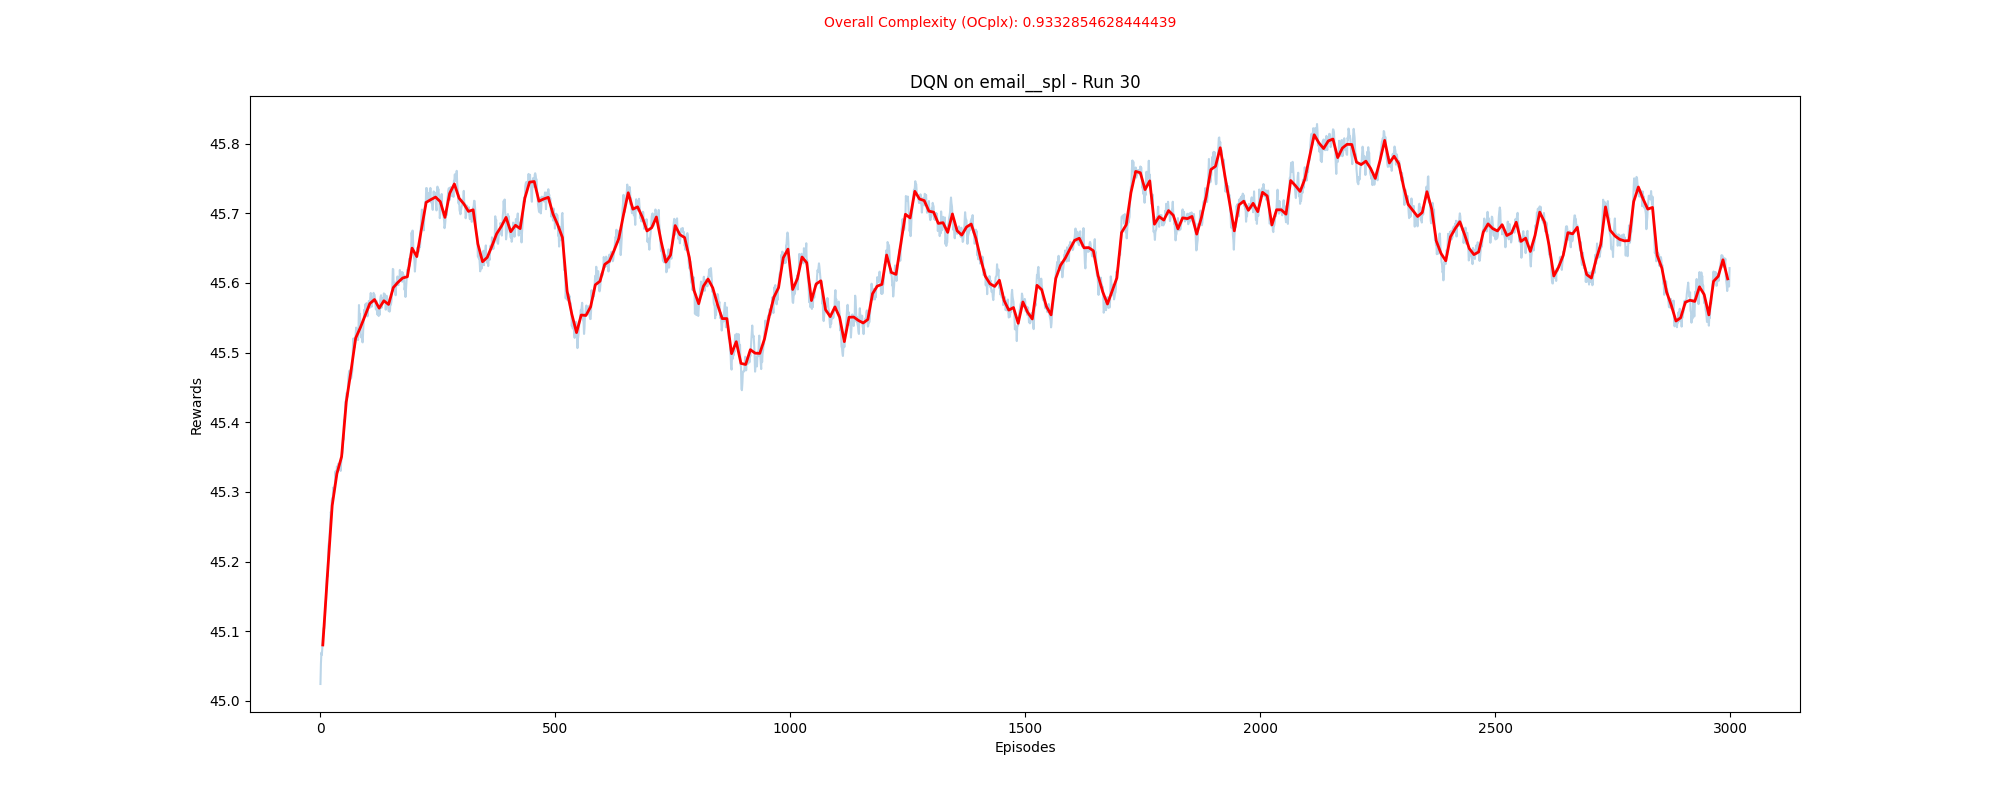 Overall Complexity (OCplx): 0.9332854628444439
DQN on email__spl - Run 30
45.8
45.7
45.6
45.5
45.4
45.3
45.2
45.1
45.0
Rewards
0 500 1000 1500 2000 2500 3000
Episodes